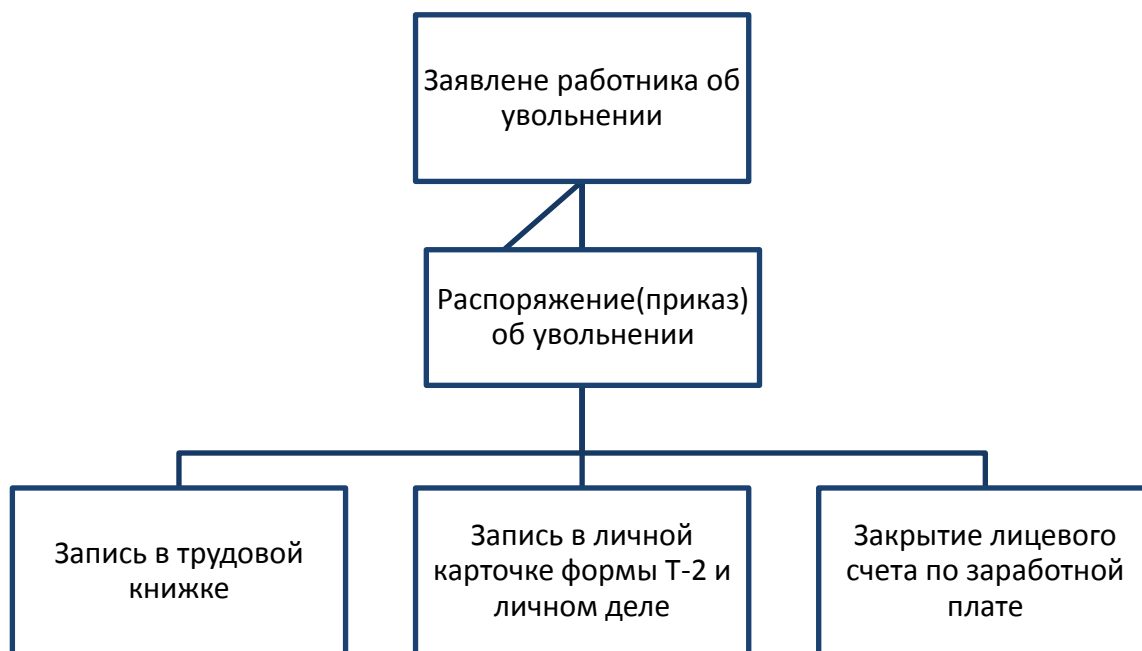 Заявлене работника об
увольнении
Распоряжение(приказ)
об увольнении
Запись в трудовой
книжке
Запись в личной
карточке формы Т-2 и
личном деле
Закрытие лицевого
счета по заработной
плате